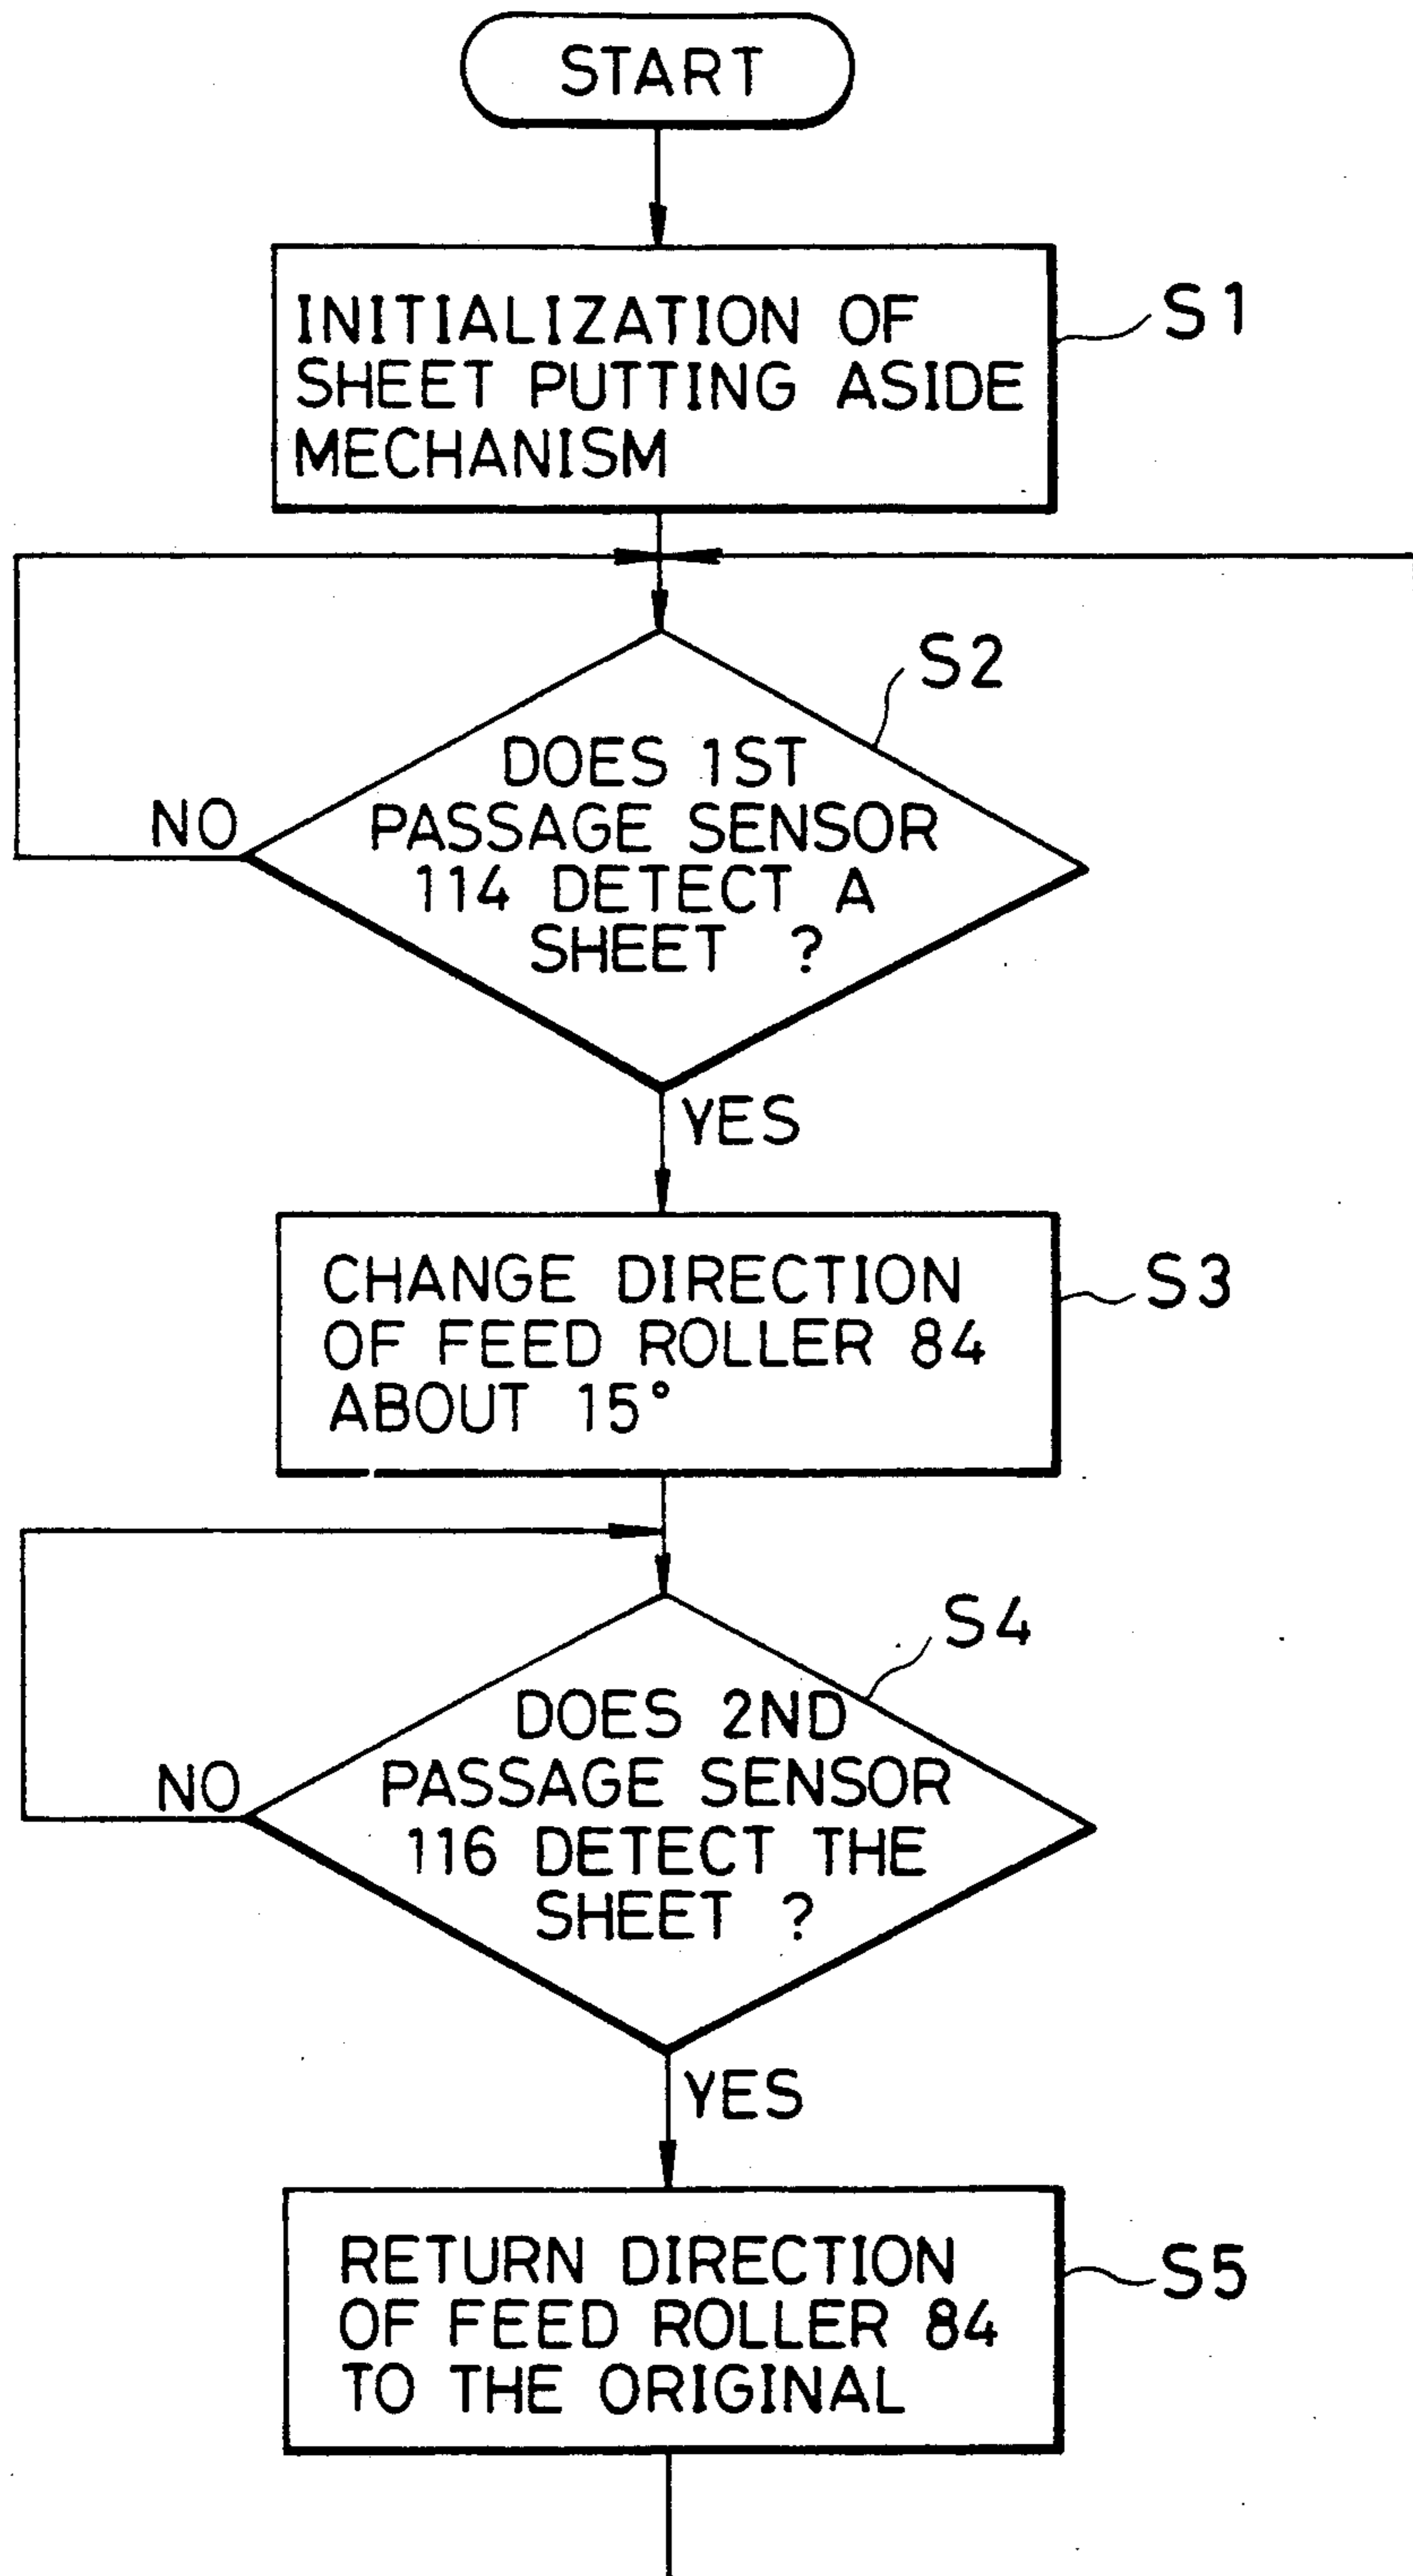 START
INITIALIZATION OF
SHEET PUTTING ASIDE
MECHANISM
S1
S2
DOES 1ST
PASSAGE SENSOR
114 DETECT A
SHEET ?
NO
YES
CHANGE DIRECTION
OF FEED ROLLER 84
ABOUT 15°
S3
S4
DOES 2ND
PASSAGE SENSOR
116 DETECT THE
SHEET ?
NO
YES
RETURN DIRECTION
OF FEED ROLLER 84
TO THE ORIGINAL
S5